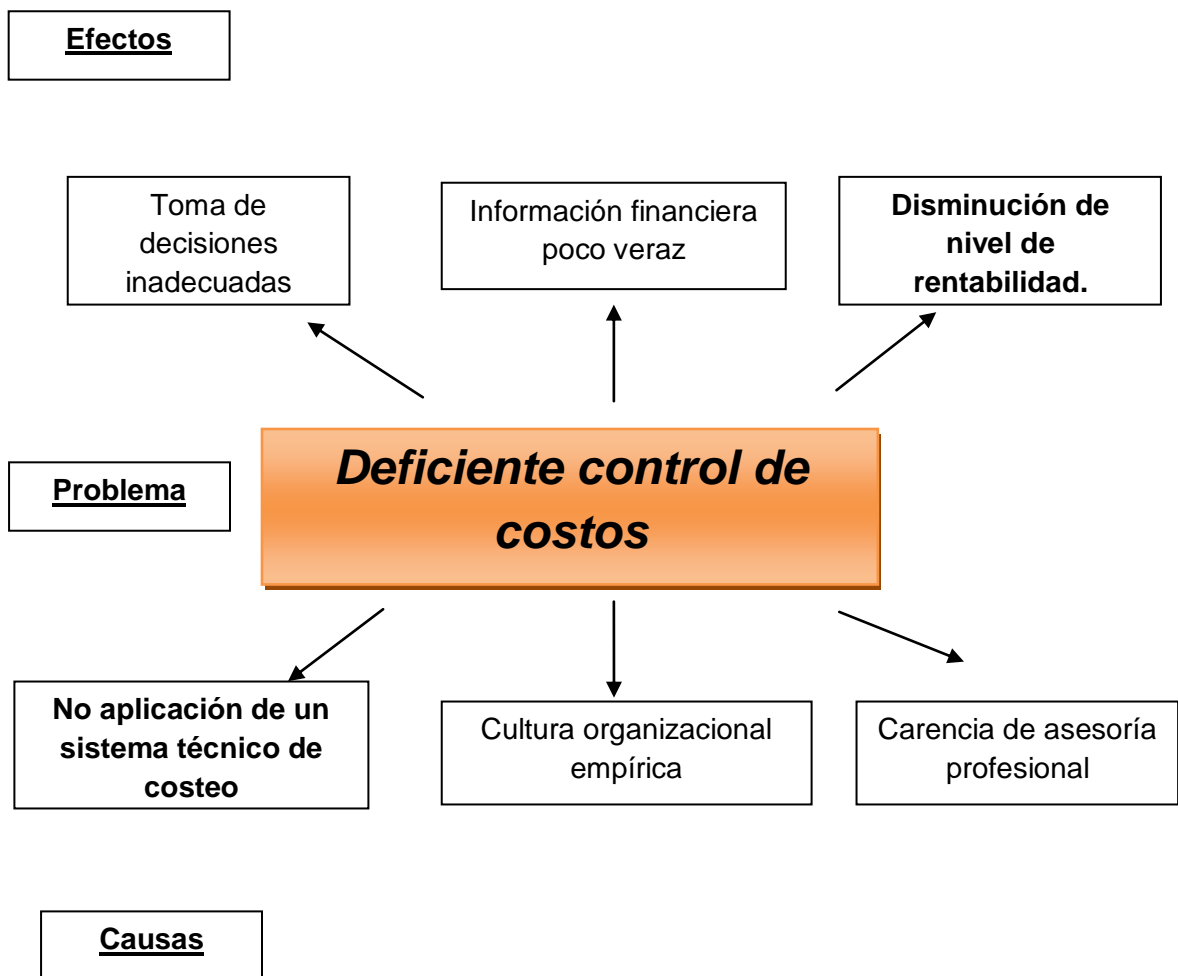 Efectos
Toma de
decisiones
inadecuadas
Información financiera
poco veraz
Disminución de
nivel de
rentabilidad.
Problema
Deficiente control de
costos
No aplicación de un
sistema técnico de
costeo
Cultura organizacional
empírica
Carencia de asesoría
profesional
Causas